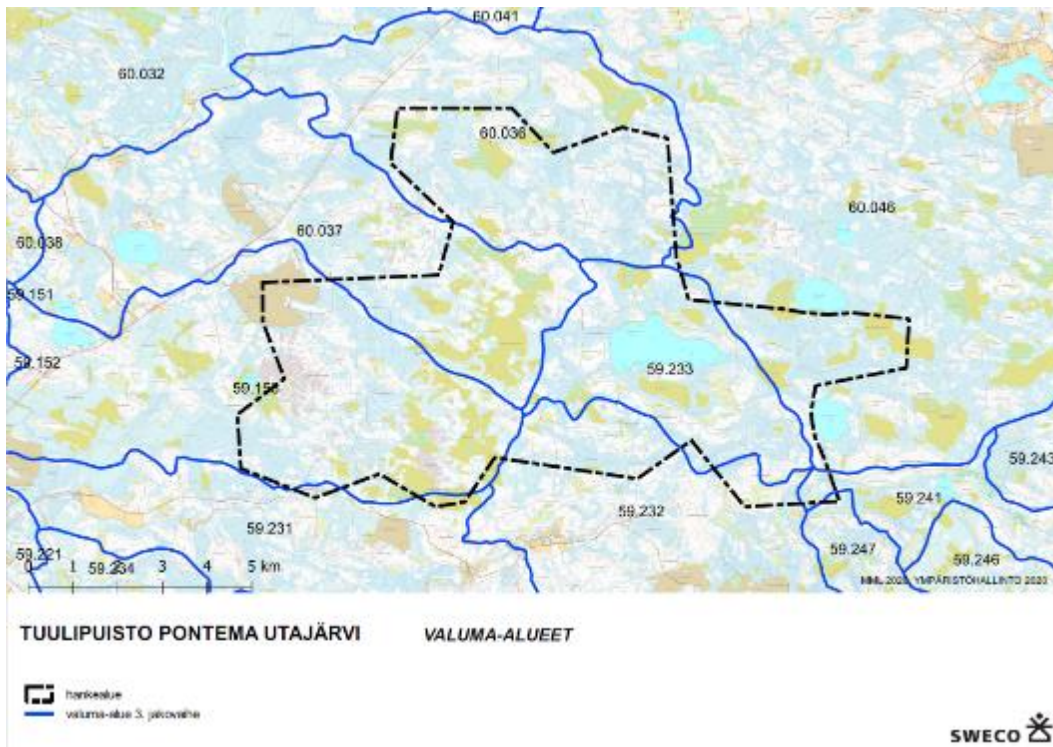 60.041
60.032
60.036
60.046
60.037
60.038
59.151
59.152
59.233
59.243
59.241
59.231
59.232
59.247
59.246
59.221
59.234
0 1 2 3 4 5 km
MML 2020, YMPÄRISTÖHALLINTO 2020
TUULIPUISTO PONTEMA UTAJÄRVI VALUMA-ALUEET
hankealue
valuma-alue 3. jakovaihe
SWECO